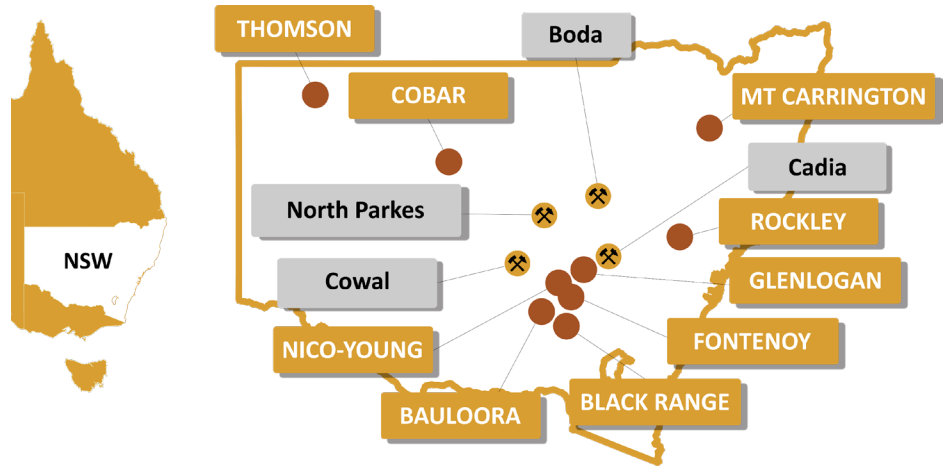 THOMSON
Boda
COBAR
MT CARRINGTON
Cadia
North Parkes
ROCKLEY
NSW
Cowal
GLENLOGAN
NICO-YOUNG
FONTENOY
BAULOORA
BLACK RANGE